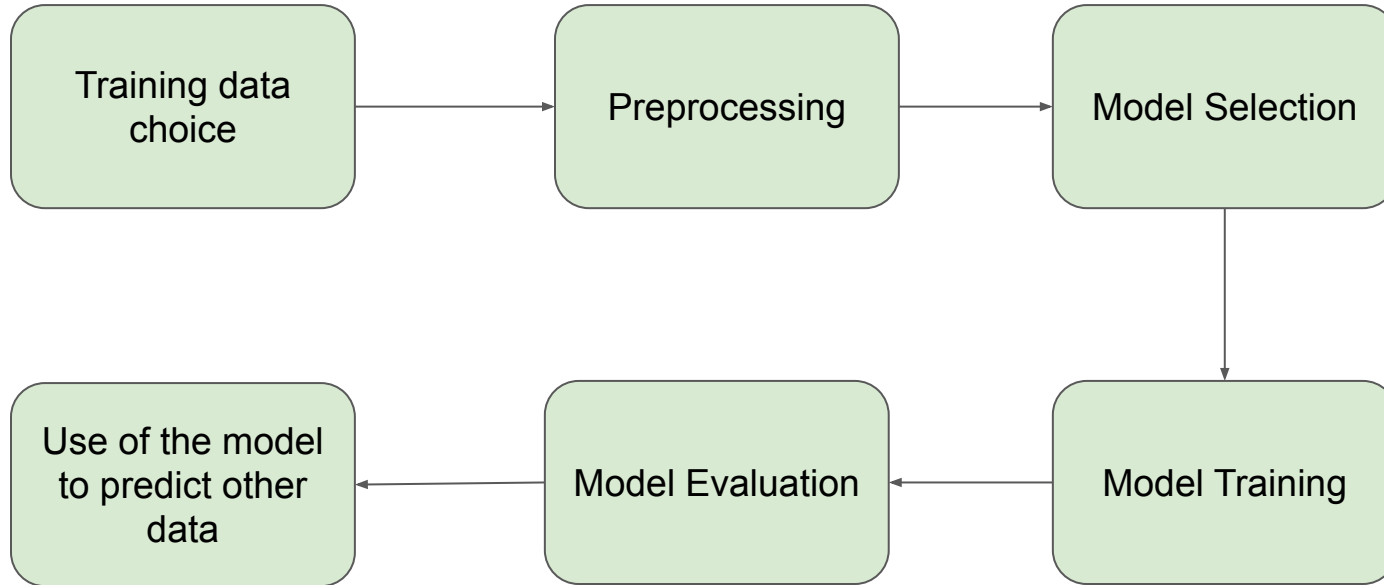 Training data
choice
Preprocessing
Model Selection
Use of the model
to predict other
data
Model Evaluation
Model Training